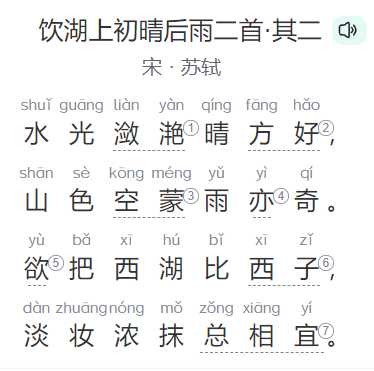 饮湖上初晴后雨二首·其二
宋·苏轼
shuǐ guāng liàn yàn qíng fāng hǎo
水光潋滟①晴方好②，
shān sè kōng méng yǔ yì qí
山色空蒙③雨亦④奇。
yù bǎ xī hú bǐ xī zǐ
欲⑤把西湖比西子⑥，
dàn zhuāng nóng mǒ zǒng xiāng yí
淡妆浓抹总相宜⑦。